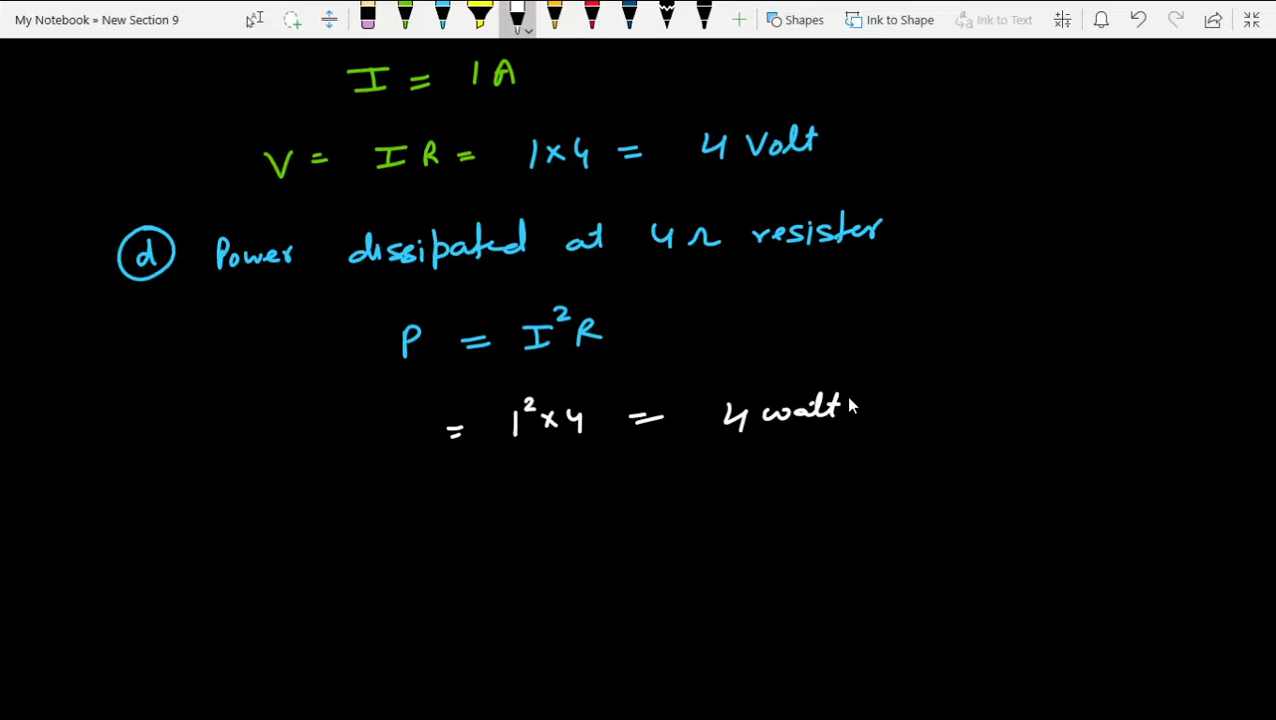 My Notebook » New Section 9
Shapes
Ink to Shape
Ink to Text
I = 1A
V = IR = 1×4 = 4 Volt
d Power dissipated at 4Ω resister
P = I²R
= 1²×4 = 4 watt